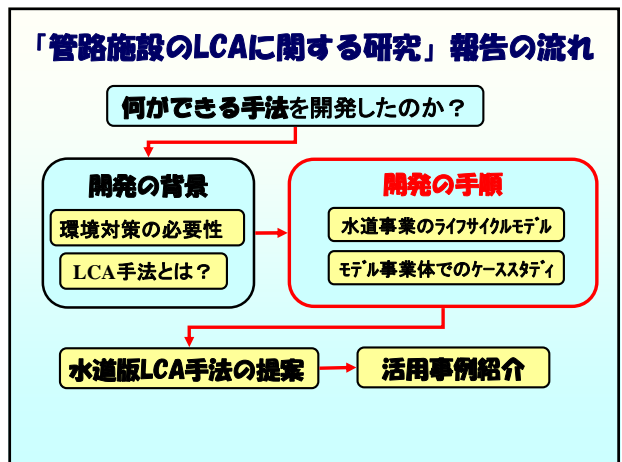 「管路施設のLCAに関する研究」報告の流れ
何ができる手法を開発したのか？
開発の背景
環境対策の必要性
LCA手法とは？
開発の手順
水道事業のﾗｲﾌｻｲｸﾙﾓﾃﾞﾙ
ﾓﾃﾞﾙ事業体でのｹｰｽｽﾀﾃﾞｨ
水道版LCA手法の提案
活用事例紹介